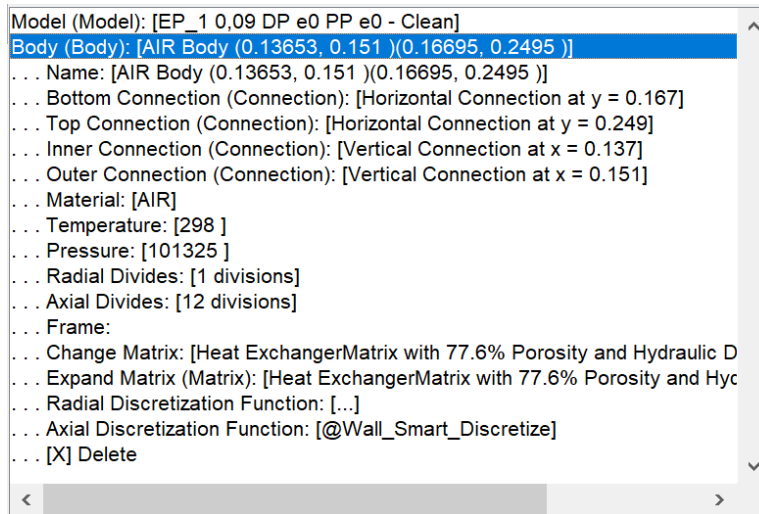 Model (Model): [EP_1 0,09 DP e0 PP e0 - Clean]
Body (Body): [AIR Body (0.13653, 0.151 )(0.16695, 0.2495 )]
. . . Name: [AIR Body (0.13653, 0.151 )(0.16695, 0.2495 )]
. . . Bottom Connection (Connection): [Horizontal Connection at y = 0.167]
. . . Top Connection (Connection): [Horizontal Connection at y = 0.249]
. . . Inner Connection (Connection): [Vertical Connection at x = 0.137]
. . . Outer Connection (Connection): [Vertical Connection at x = 0.151]
. . . Material: [AIR]
. . . Temperature: [298 ]
. . . Pressure: [101325 ]
. . . Radial Divides: [1 divisions]
. . . Axial Divides: [12 divisions]
. . . Frame:
. . . Change Matrix: [Heat ExchangerMatrix with 77.6% Porosity and Hydraulic D
. . . Expand Matrix (Matrix): [Heat ExchangerMatrix with 77.6% Porosity and Hyd
. . . Radial Discretization Function: [...]
. . . Axial Discretization Function: [@Wall_Smart_Discretize]
. . . [X] Delete